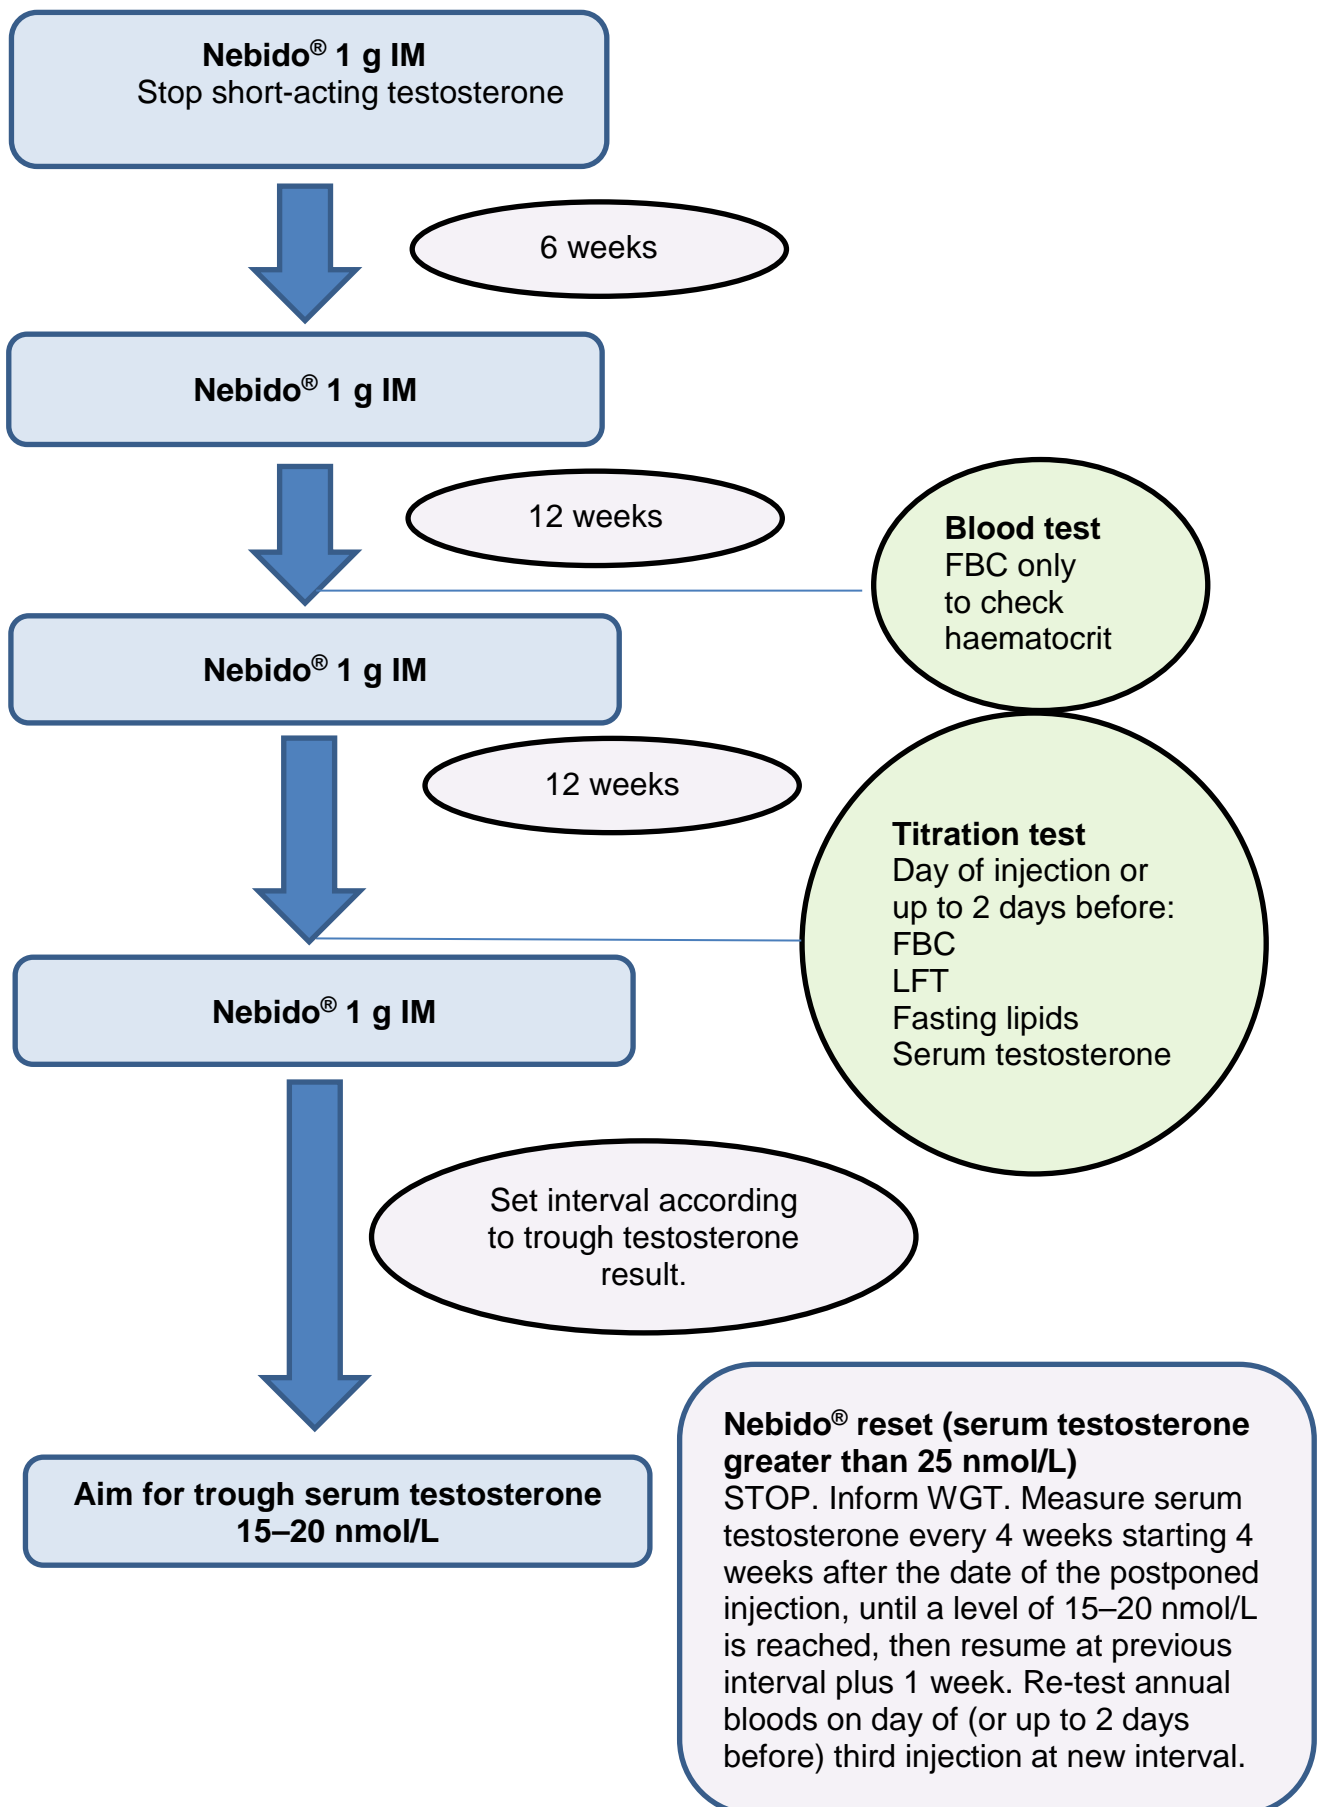 Nebido® 1 g IM
Stop short-acting testosterone
6 weeks
Nebido® 1 g IM
12 weeks
Blood test
FBC only
to check
haematocrit
Nebido® 1 g IM
12 weeks
Titration test
Day of injection or
up to 2 days before:
FBC
LFT
Fasting lipids
Serum testosterone
Nebido® 1 g IM
Set interval according
to trough testosterone
result.
Aim for trough serum testosterone
15–20 nmol/L
Nebido® reset (serum testosterone
greater than 25 nmol/L)
STOP. Inform WGT. Measure serum
testosterone every 4 weeks starting 4
weeks after the date of the postponed
injection, until a level of 15–20 nmol/L
is reached, then resume at previous
interval plus 1 week. Re-test annual
bloods on day of (or up to 2 days
before) third injection at new interval.